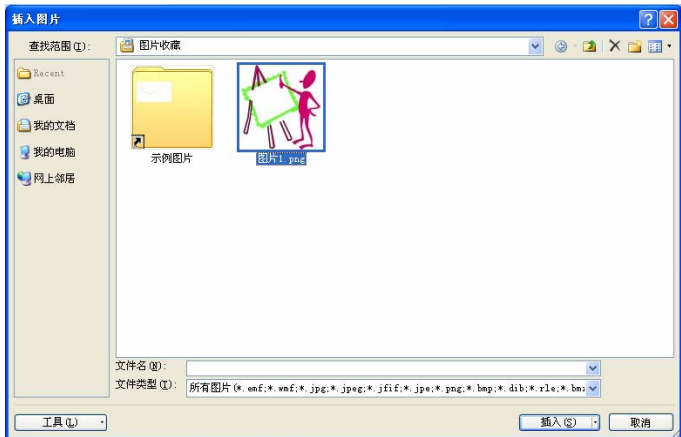 插入图片
查找范围(I):
图片收藏
Recent
桌面
我的文档
我的电脑
网上邻居
示例图片
图片1.png
文件名(N):
文件类型(T):
所有图片(*.emf;*.wmf;*.jpg;*.jpeg;*.jfif;*.jpe;*.png;*.bmp;*.dib;*.rle;*.bm
工具(L)
插入(S)
取消